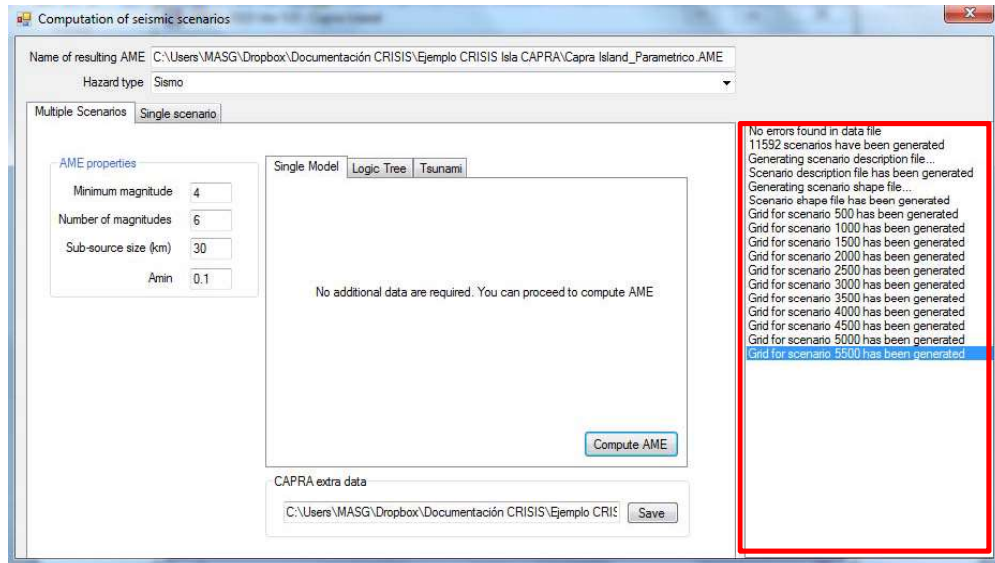 Computation of seismic scenarios
Name of resulting AME C:\Users\MASG\Dropbox\Documentación CRISIS\Ejemplo CRISIS Isla CAPRA\Capra Island_Parametrico.AME
Hazard type Sismo
Multiple Scenarios Single scenario
AME properties
Minimum magnitude 4
Number of magnitudes 6
Sub-source size (km) 30
Amin 0.1
Single Model Logic Tree Tsunami
No additional data are required. You can proceed to compute AME
Compute AME
CAPRA extra data
C:\Users\MASG\Dropbox\Documentación CRISIS\Ejemplo CRIS Save
No errors found in data file
11592 scenarios have been generated
Generating scenario description file...
Scenario description file has been generated
Generating scenario shape file...
Scenario shape file has been generated
Grid for scenario 500 has been generated
Grid for scenario 1000 has been generated
Grid for scenario 1500 has been generated
Grid for scenario 2000 has been generated
Grid for scenario 2500 has been generated
Grid for scenario 3000 has been generated
Grid for scenario 3500 has been generated
Grid for scenario 4000 has been generated
Grid for scenario 4500 has been generated
Grid for scenario 5000 has been generated
Grid for scenario 5500 has been generated